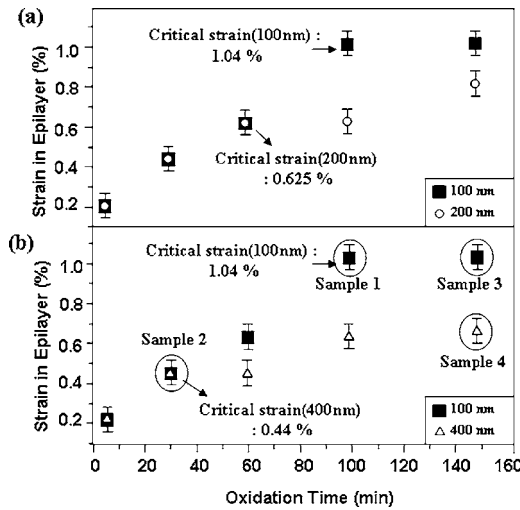 (a)
Critical strain(100nm) :
1.04 %
Critical strain(200nm)
: 0.625 %
Strain in Epilayer (%)
1.0
0.8
0.6
0.4
0.2
100 nm
200 nm
(b)
Critical strain(100nm) :
1.04 %
Sample 1
Sample 3
Sample 2
Sample 4
Critical strain(400nm)
: 0.44 %
Strain in Epilayer (%)
1.0
0.8
0.6
0.4
0.2
100 nm
400 nm
0 20 40 60 80 100 120 140 160
Oxidation Time (min)